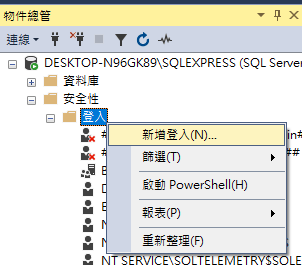 物件總管
連線
DESKTOP-N96GK89\SQLEXPRESS (SQL Server
資料庫
安全性
登入
新增登入(N)...
篩選(T)
啟動 PowerShell(H)
報表(P)
重新整理(F)
NT SERVICE\SQLTELEMETRY$SQLE